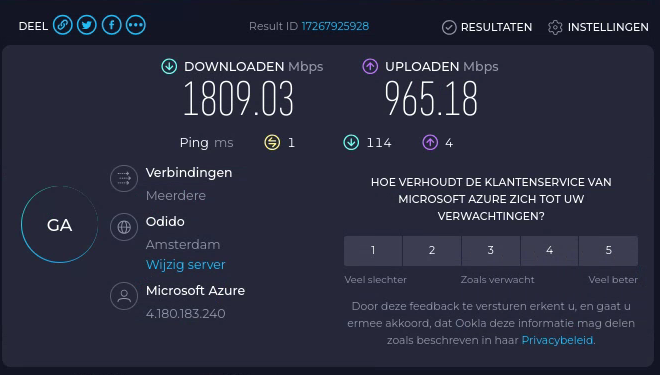 DEEL
Result ID 17267925928
RESULTATEN
INSTELLINGEN
DOWNLOADEN Mbps
1809.03
UPLOADEN Mbps
965.18
Ping ms
1
114
4
GA
Verbindingen
Meerdere
Odido
Amsterdam
Wijzig server
Microsoft Azure
4.180.183.240
HOE VERHOUDT DE KLANTENSERVICE VAN
MICROSOFT AZURE ZICH TOT UW
VERWACHTINGEN?
1 2 3 4 5
Veel slechter Zoals verwacht Veel beter
Door deze feedback te versturen erkent u, en gaat u
ermee akkoord, dat Ookla deze informatie mag delen
zoals beschreven in haar Privacybeleid.